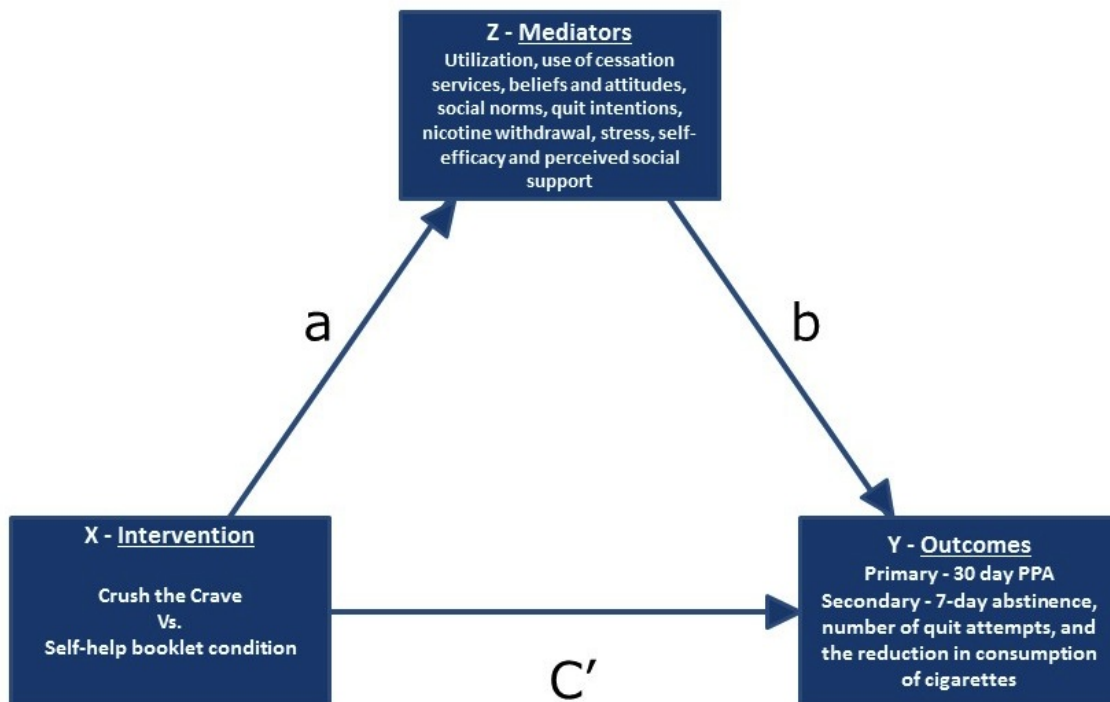 Z - Mediators
Utilization, use of cessation
services, beliefs and attitudes,
social norms, quit intentions,
nicotine withdrawal, stress, self-
efficacy and perceived social
support
a
b
X - Intervention
Crush the Crave
Vs.
Self-help booklet condition
Y - Outcomes
Primary - 30 day PPA
Secondary - 7-day abstinence,
number of quit attempts, and
the reduction in consumption
of cigarettes
C’